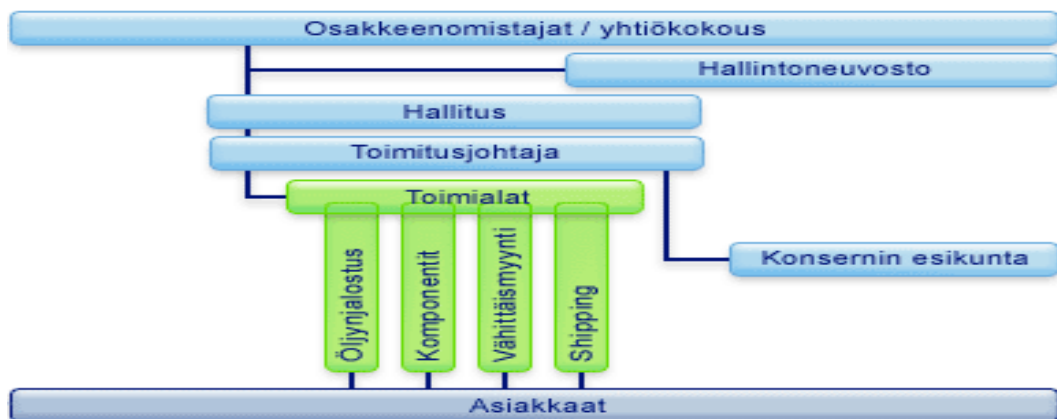 Osakkeenomistajat / yhtiökokous
Hallintoneuvosto
Hallitus
Toimitusjohtaja
Toimialat
Öljynjalostus
Komponentit
Vähittäismyynti
Shipping
Konsernin esikunta
Asiakkaat